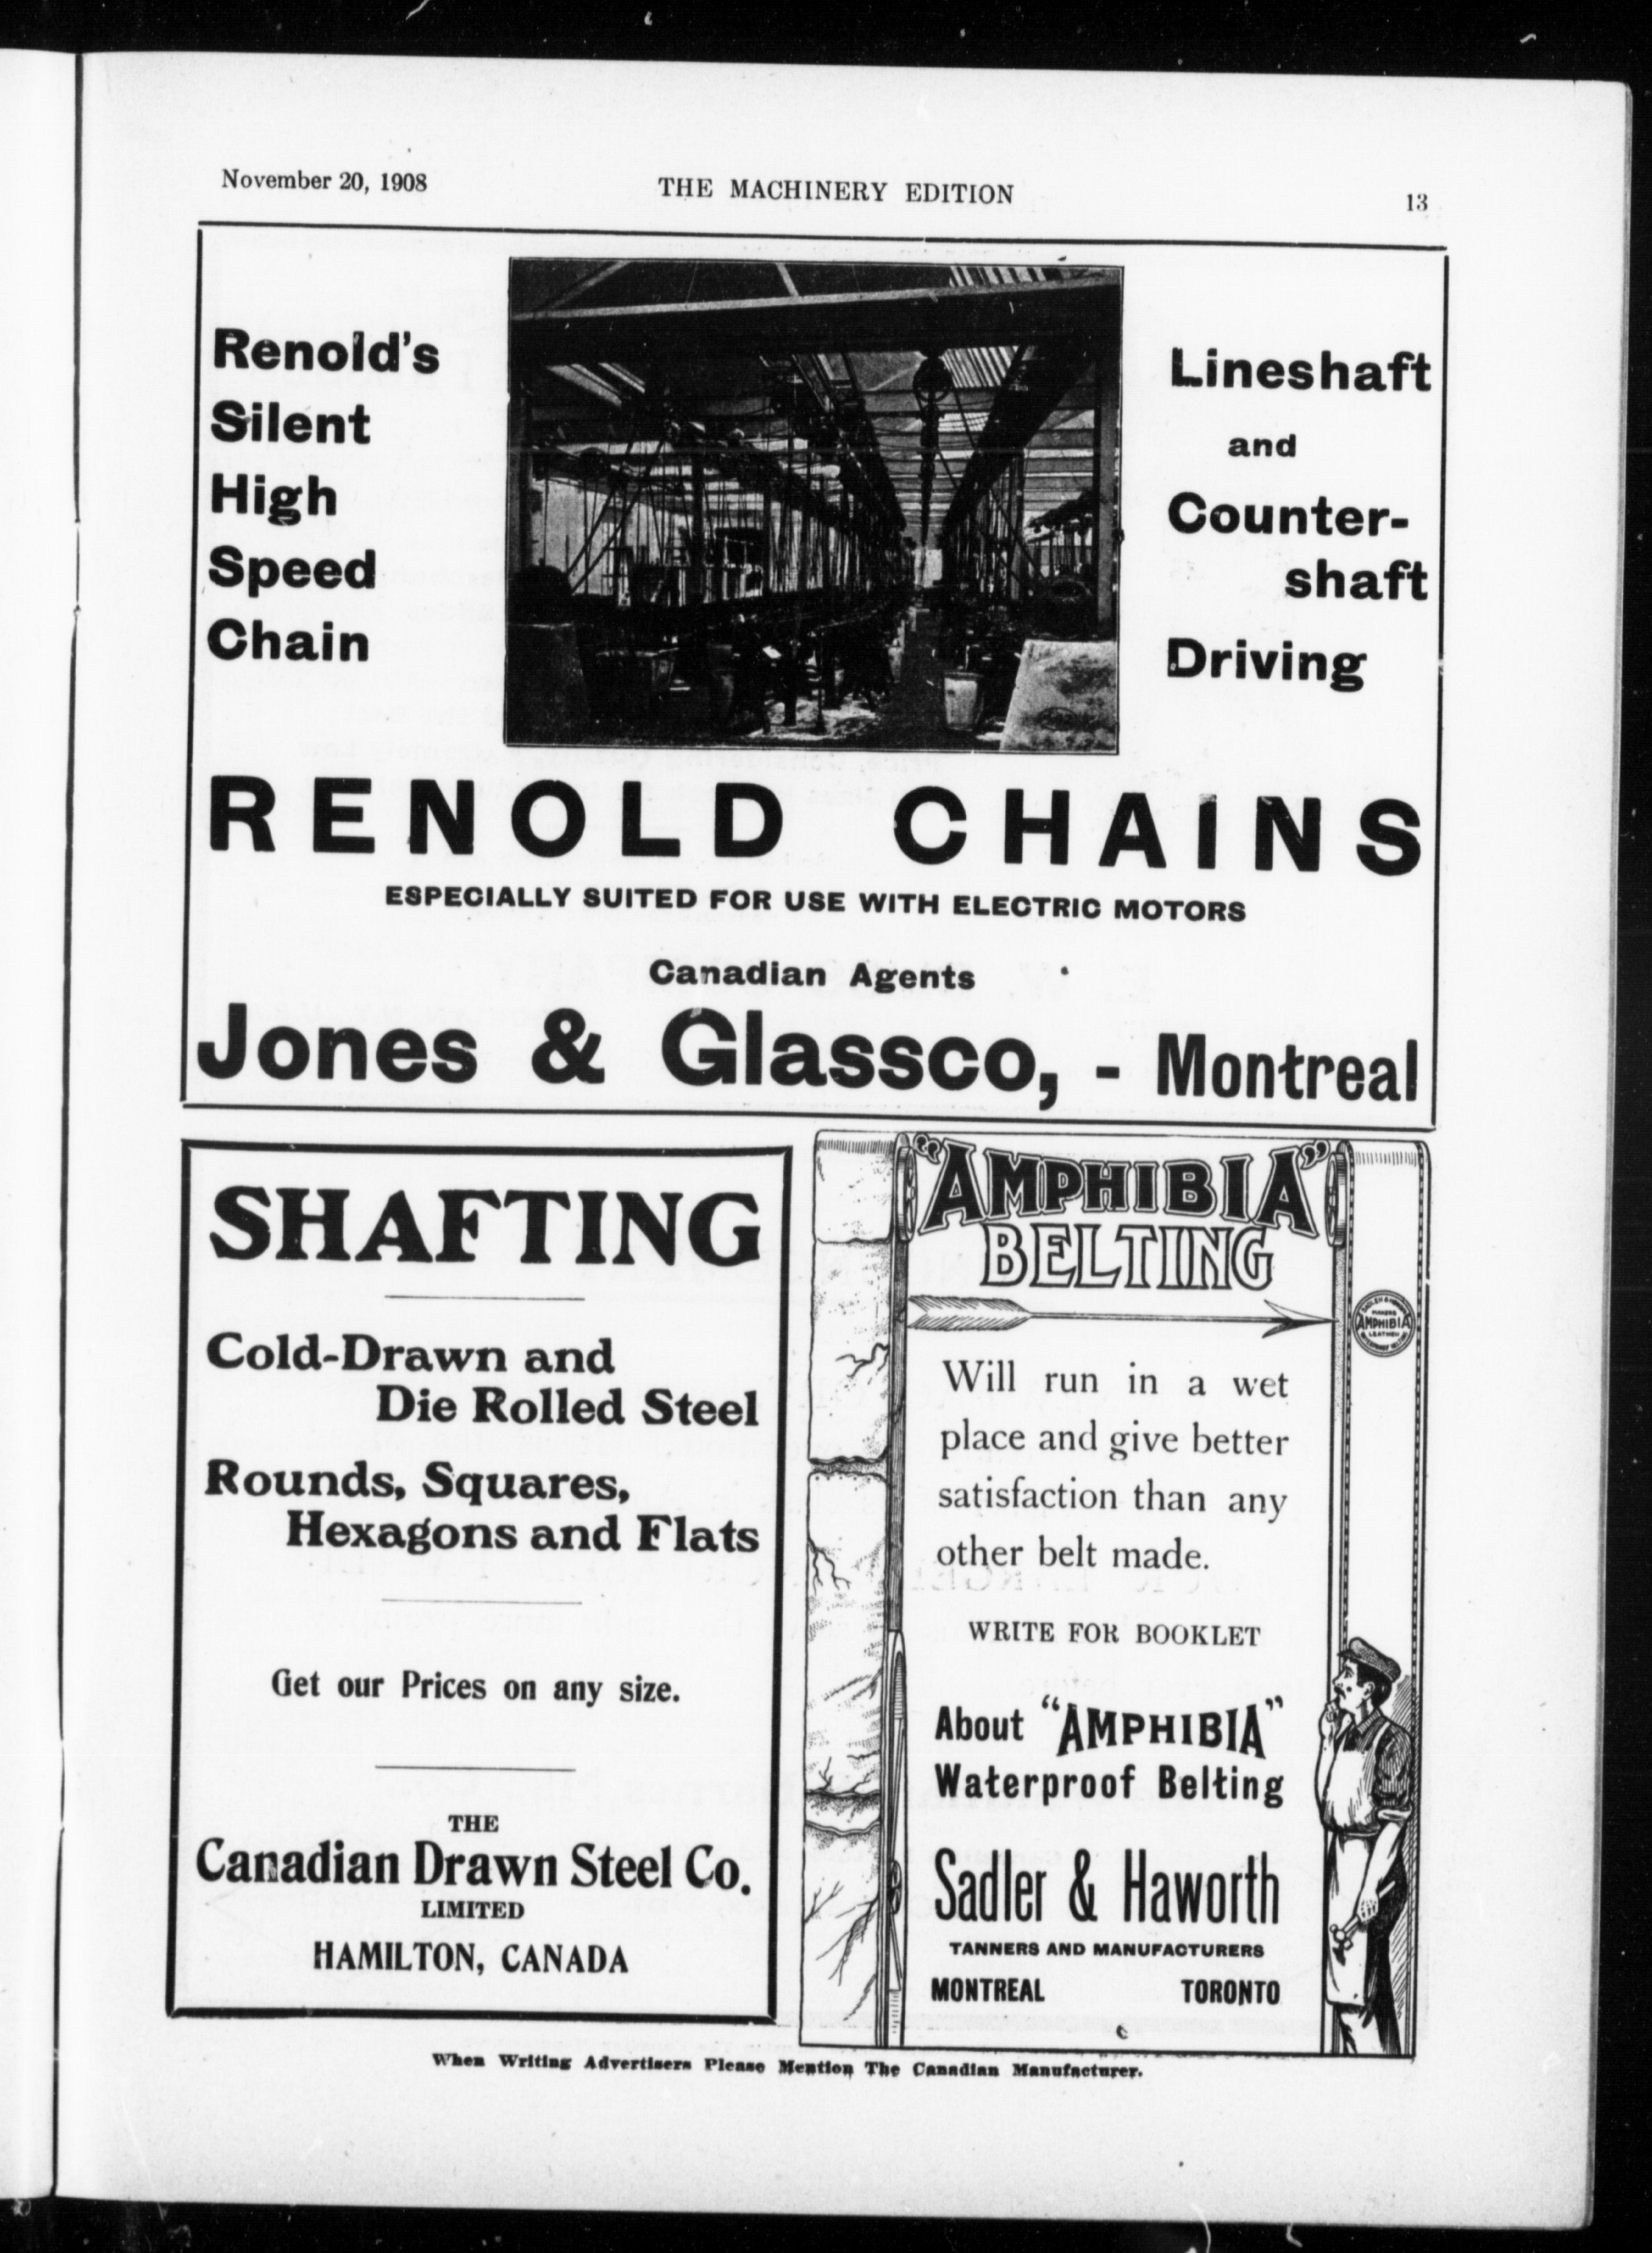 November 20, 1908
THE MACHINERY EDITION
13
Renold's
Silent
High
Speed
Chain
Lineshaft
and
Counter-
shaft
Driving
RENOLD CHAINS
ESPECIALLY SUITED FOR USE WITH ELECTRIC MOTORS
Canadian Agents
Jones & Glassco, - Montreal
SHAFTING
Cold-Drawn and
Die Rolled Steel
Rounds, Squares,
Hexagons and Flats
Get our Prices on any size.
THE
Canadian Drawn Steel Co.
LIMITED
HAMILTON, CANADA
"AMPHIBIA"
BELTING
AMPHIBIA
Will run in a wet
place and give better
satisfaction than any
other belt made.
WRITE FOR BOOKLET
About "AMPHIBIA"
Waterproof Belting
Sadler & Haworth
TANNERS AND MANUFACTURERS
MONTREAL TORONTO
When Writing Advertisers Please Mention The Canadian Manufacturer.